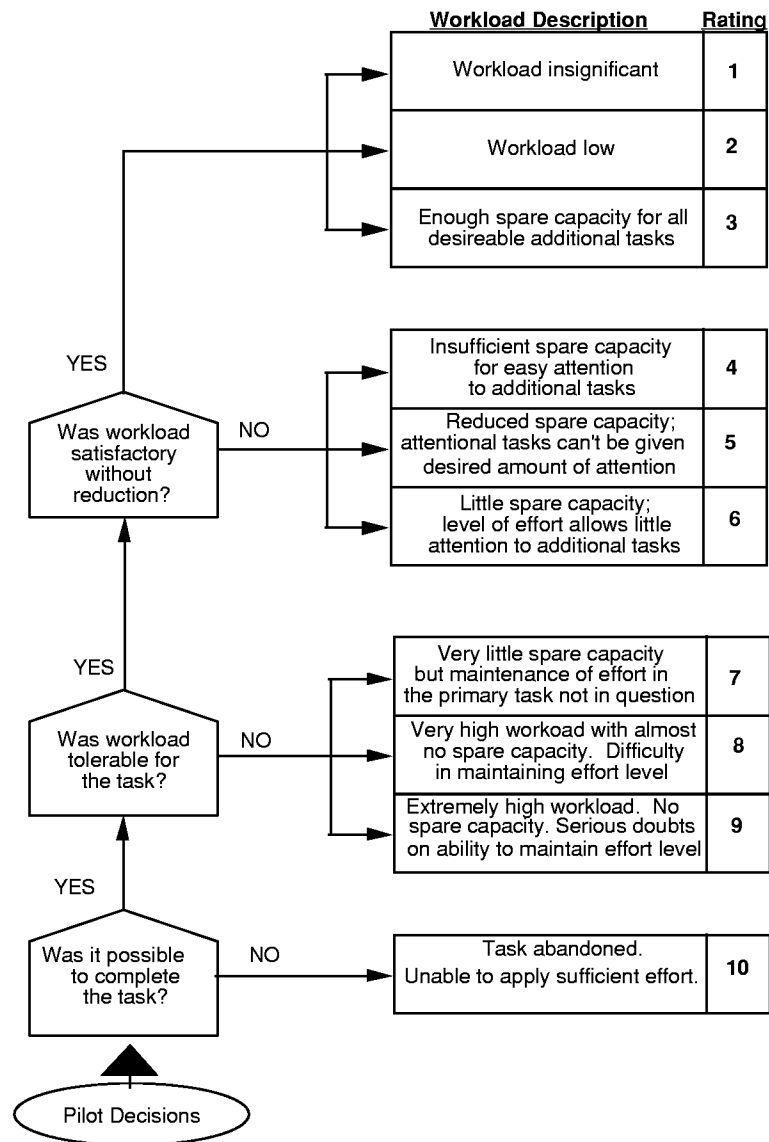 Workload Description Rating
Workload insignificant 1
Workload low 2
Enough spare capacity for all
desireable additional tasks 3
YES
Insufficient spare capacity
for easy attention
to additional tasks 4
Was workload
satisfactory
without
reduction?
NO
Reduced spare capacity;
attentional tasks can't be given
desired amount of attention 5
Little spare capacity;
level of effort allows little
attention to additional tasks 6
YES
Very little spare capacity
but maintenance of effort in
the primary task not in question 7
Was workload
tolerable for
the task?
NO
Very high workoad with almost
no spare capacity. Difficulty
in maintaining effort level 8
Extremely high workload. No
spare capacity. Serious doubts
on ability to maintain effort level 9
YES
Was it possible
to complete
the task?
NO
Task abandoned.
Unable to apply sufficient effort. 10
Pilot Decisions